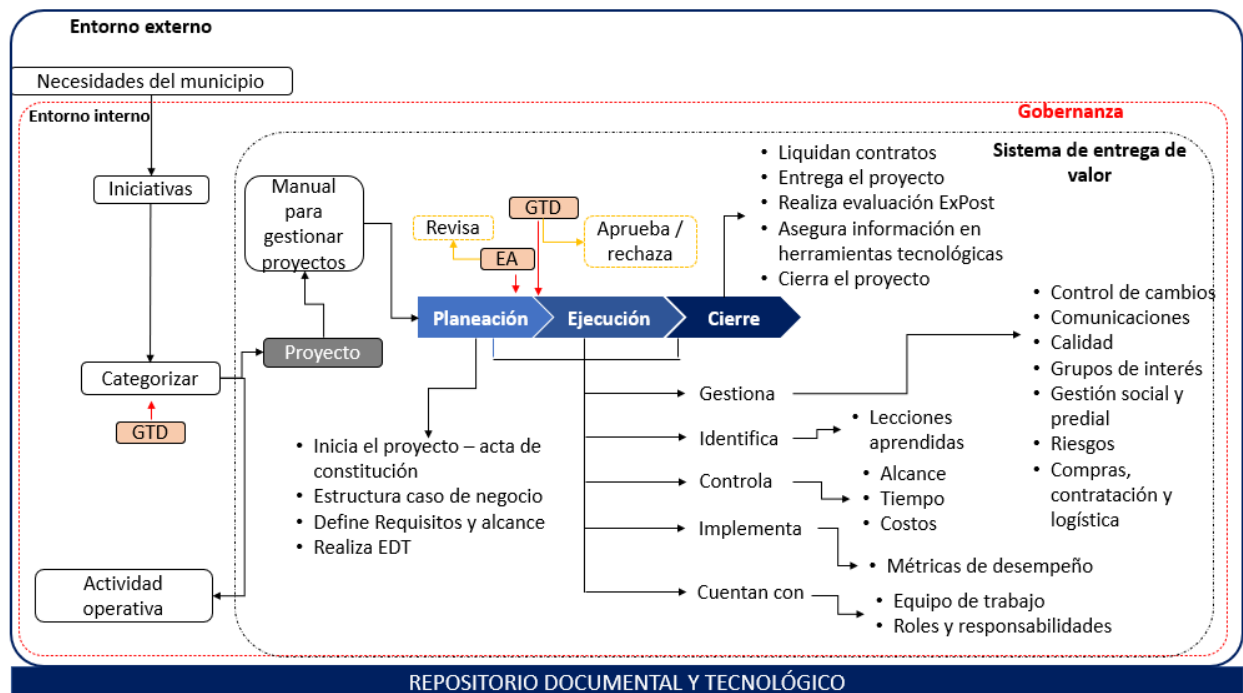 Entorno externo
Necesidades del municipio
Entorno interno
Gobernanza
Sistema de entrega de
valor
Iniciativas
Manual
para
gestionar
proyectos
Revisa
GTD
EA
Aprueba /
rechaza
• Liquidan contratos
• Entrega el proyecto
• Realiza evaluación ExPost
• Asegura información en
herramientas tecnológicas
• Cierra el proyecto
Planeación
Ejecución
Cierre
Proyecto
Categorizar
GTD
• Inicia el proyecto – acta de
constitución
• Estructura caso de negocio
• Define Requisitos y alcance
• Realiza EDT
Gestiona
• Control de cambios
• Comunicaciones
• Calidad
• Grupos de interés
• Gestión social y
predial
• Riesgos
• Compras,
contratación y
logística
Identifica
• Lecciones
aprendidas
Controla
• Alcance
• Tiempo
• Costos
Implementa
• Métricas de desempeño
Cuentan con
• Equipo de trabajo
• Roles y responsabilidades
Actividad
operativa
REPOSITORIO DOCUMENTAL Y TECNOLÓGICO